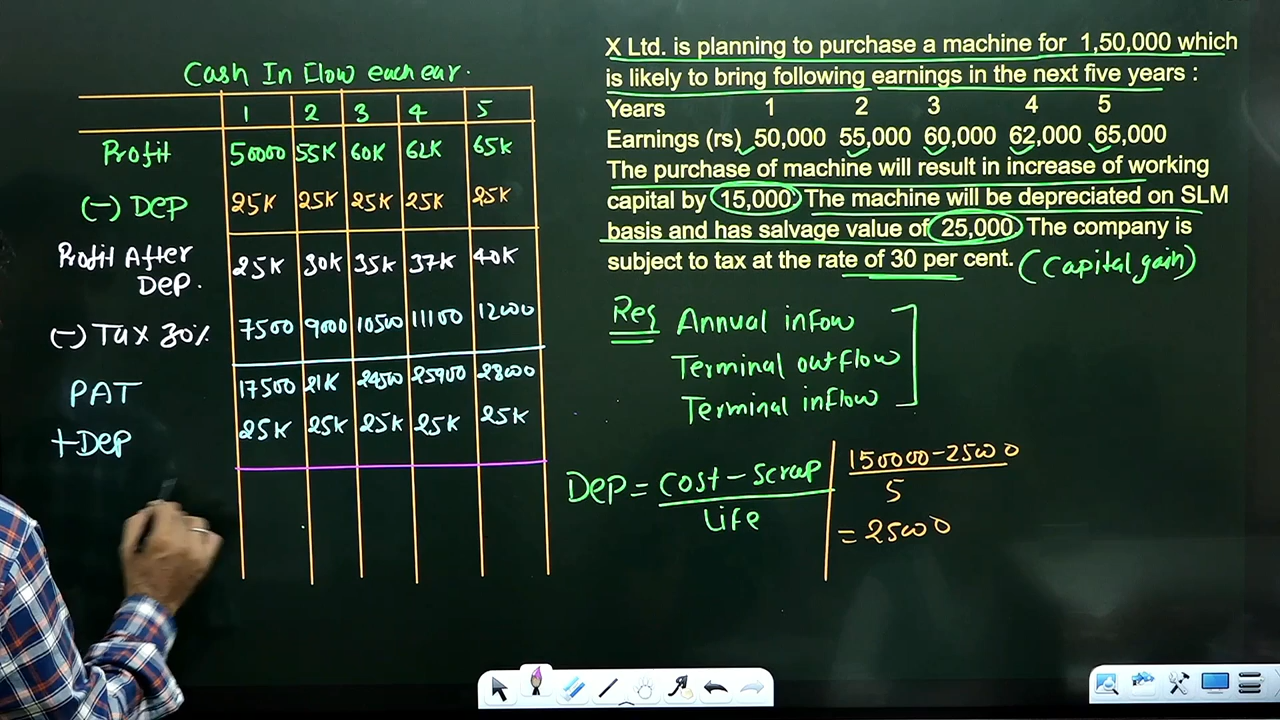 Cash In Flow each ear.
1 2 3 4 5
Profit 50000 55K 60K 62K 65K
(-) Dep 25K 25K 25K 25K 25K
Profit After 25K 30K 35K 37K 40K
Dep.
(-) Tax 30% 7500 9000 10500 11100 12000
PAT 17500 21K 24500 25900 28000
+Dep 25K 25K 25K 25K 25K
X Ltd. is planning to purchase a machine for 1,50,000 which
is likely to bring following earnings in the next five years :
Years 1 2 3 4 5
Earnings (rs) 50,000 55,000 60,000 62,000 65,000
The purchase of machine will result in increase of working
capital by 15,000. The machine will be depreciated on SLM
basis and has salvage value of 25,000 The company is
subject to tax at the rate of 30 per cent. (Capital gain)
Req Annual infow
Terminal outflow
Terminal inflow
Dep = Cost - Scrap
Life
150000-25000
5
= 25000